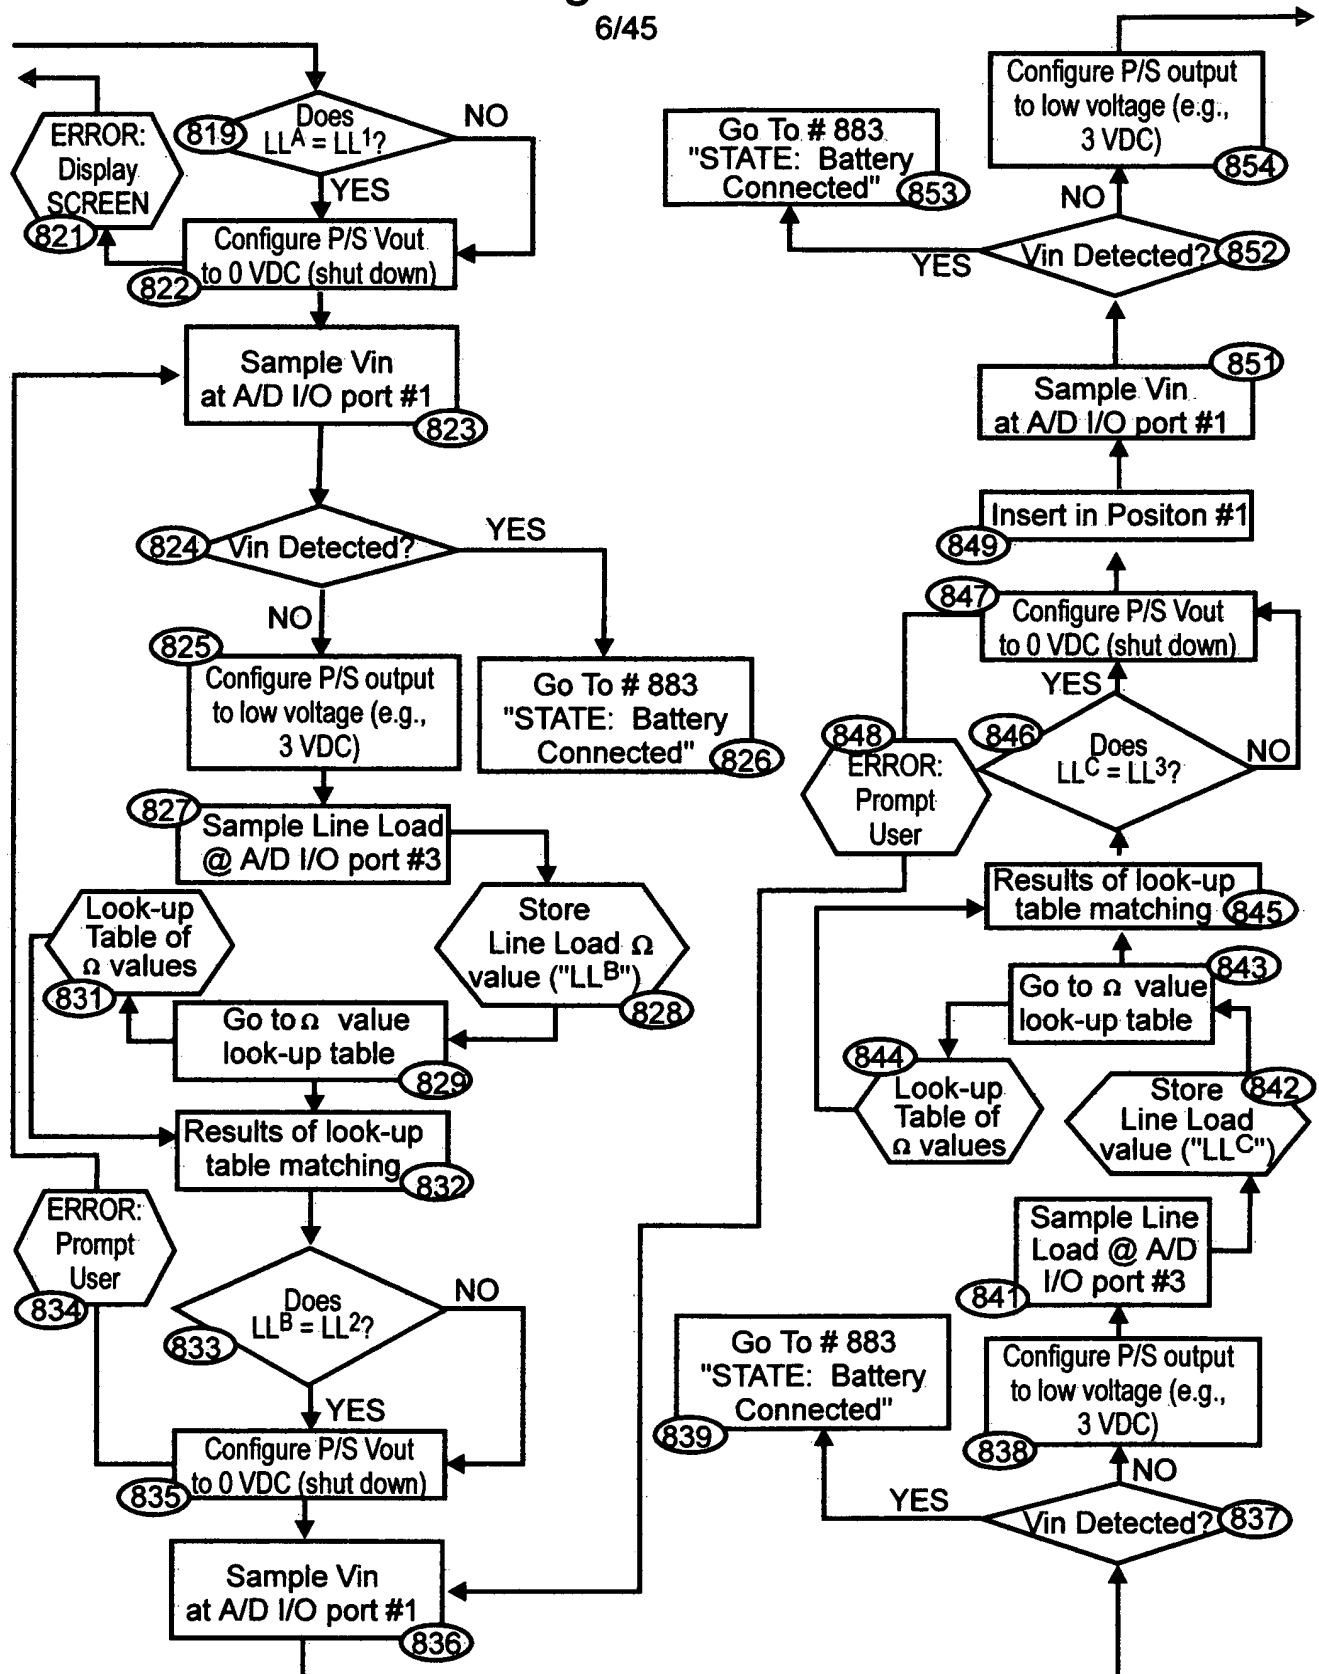 g
6/45
Does
LLA = LL1?
819
NO
YES
ERROR:
Display
SCREEN
821
Configure P/S Vout
to 0 VDC (shut down)
822
Sample Vin
at A/D I/O port #1
823
824
Vin Detected?
YES
NO
825
Configure P/S output
to low voltage (e.g.,
3 VDC)
Go To # 883
"STATE: Battery
Connected"
826
827
Sample Line Load
@ A/D I/O port #3
Store
Line Load Ω
value ("LLB")
828
Look-up
Table of
Ω values
831
Go to Ω value
look-up table
829
Results of look-up
table matching
832
ERROR:
Prompt
User
834
Does
LLB = LL2?
833
NO
YES
Configure P/S Vout
to 0 VDC (shut down)
835
Sample Vin
at A/D I/O port #1
836
Configure P/S output
to low voltage (e.g.,
3 VDC)
854
Go To # 883
"STATE: Battery
Connected"
853
NO
YES
Vin Detected?
852
851
Sample Vin
at A/D I/O port #1
Insert in Positon #1
849
847
Configure P/S Vout
to 0 VDC (shut down)
YES
846
Does
LLC = LL3?
NO
848
ERROR:
Prompt
User
Results of look-up
table matching
845
843
Go to Ω value
look-up table
844
Look-up
Table of
Ω values
842
Store
Line Load
value ("LLC")
Sample Line
Load @ A/D
I/O port #3
841
Go To # 883
"STATE: Battery
Connected"
839
Configure P/S output
to low voltage (e.g.,
3 VDC)
838
NO
YES
Vin Detected?
837